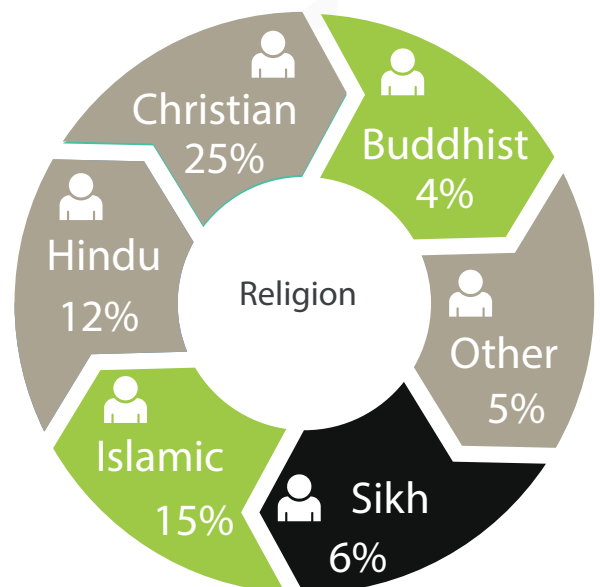 Christian
25%
Buddhist
4%
Hindu
12%
Religion
Other
5%
Islamic
15%
Sikh
6%